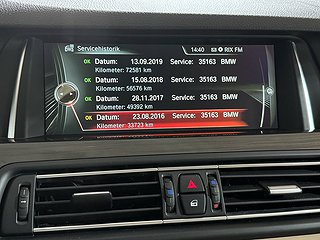 Servicehistorik 14:40 RIX FM
OK Datum: 13.09.2019 Service: 35163 BMW
Kilometer: 72581 km
OK Datum: 15.08.2018 Service: 35163 BMW
Kilometer: 56576 km
OK Datum: 28.11.2017 Service: 35163 BMW
Kilometer: 49392 km
OK Datum: 23.08.2016 Service: 35163 BMW
Kilometer: 33723 km